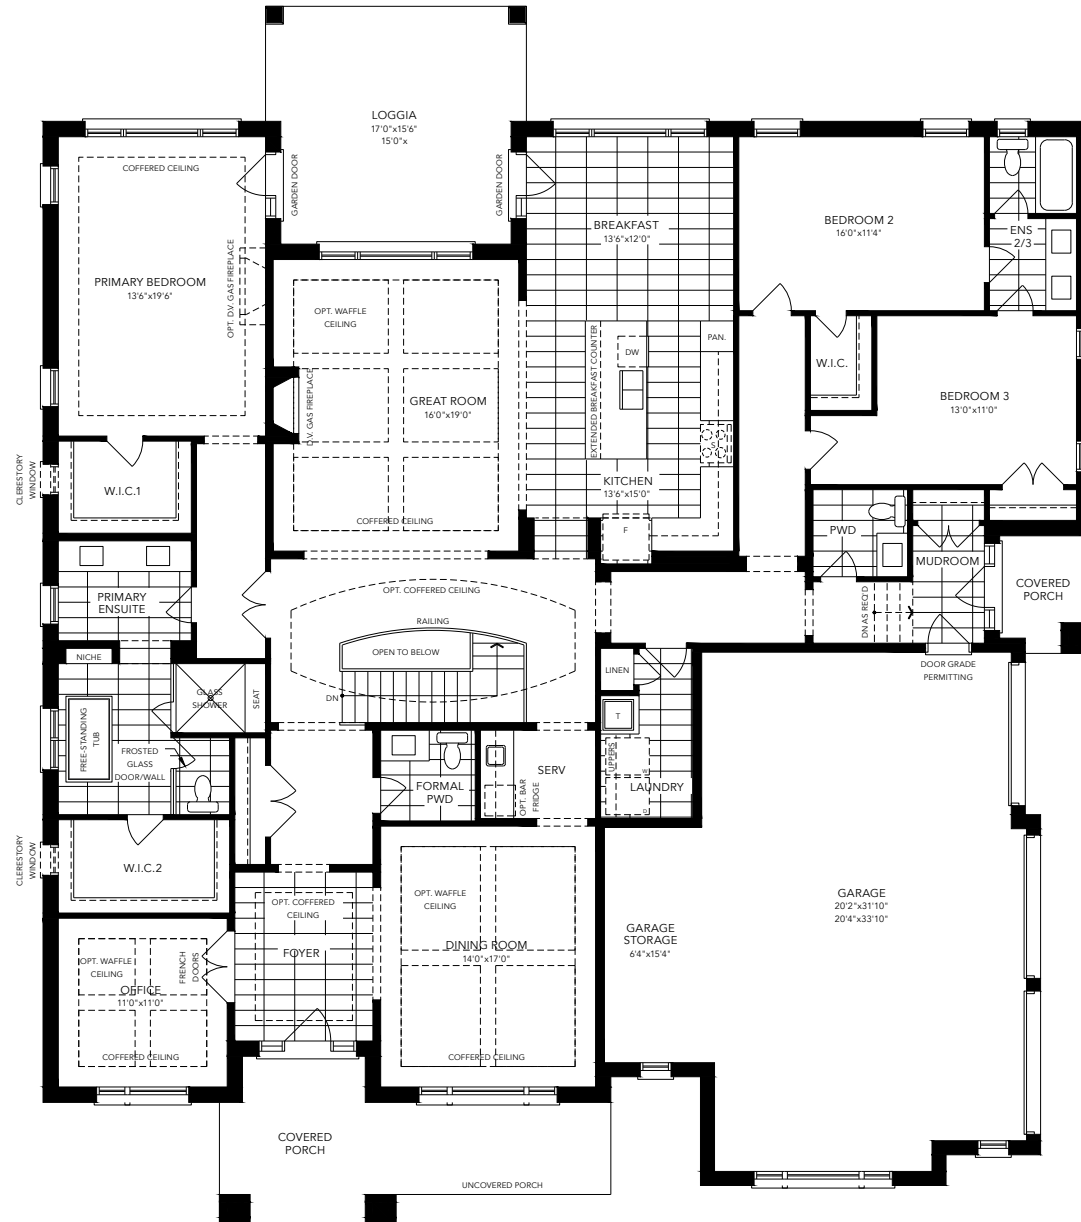 LOGGIA
17'0"x15'6"
15'0"x
COFFERED CEILING
GARDEN DOOR
GARDEN DOOR
BREAKFAST
13'6"x12'0"
BEDROOM 2
16'0"x11'4"
ENS
2/3
PRIMARY BEDROOM
13'6"x19'6"
OPT. D.V. GAS FIREPLACE
OPT. WAFFLE
CEILING
EXTENDED BREAKFAST COUNTER
DW
PAN.
W.I.C.
D.V. GAS FIREPLACE
GREAT ROOM
16'0"x19'0"
BEDROOM 3
13'0"x11'0"
S
CLERESTORY
WINDOW
W.I.C.1
KITCHEN
13'6"x15'0"
COFFERED CEILING
F
PWD
MUDROOM
COVERED
PORCH
PRIMARY
ENSUITE
OPT. COFFERED CEILING
DN AS REQ'D
RAILING
OPEN TO BELOW
NICHE
LINEN
DOOR GRADE
PERMITTING
GLASS
SHOWER
SEAT
DN
T
FREE-STANDING
TUB
FROSTED
GLASS
DOOR/WALL
UPPERS
W
D
LAUNDRY
FORMAL
PWD
SERV
OPT. BAR
FRIDGE
CLERESTORY
WINDOW
W.I.C.2
OPT. COFFERED
CEILING
OPT. WAFFLE
CEILING
GARAGE
20'2"x31'10"
20'4"x33'10"
GARAGE
STORAGE
6'4"x15'4"
FOYER
DINING ROOM
14'0"x17'0"
OPT. WAFFLE
CEILING
FRENCH
DOORS
OFFICE
11'0"x11'0"
COFFERED CEILING
COFFERED CEILING
COVERED
PORCH
UNCOVERED PORCH